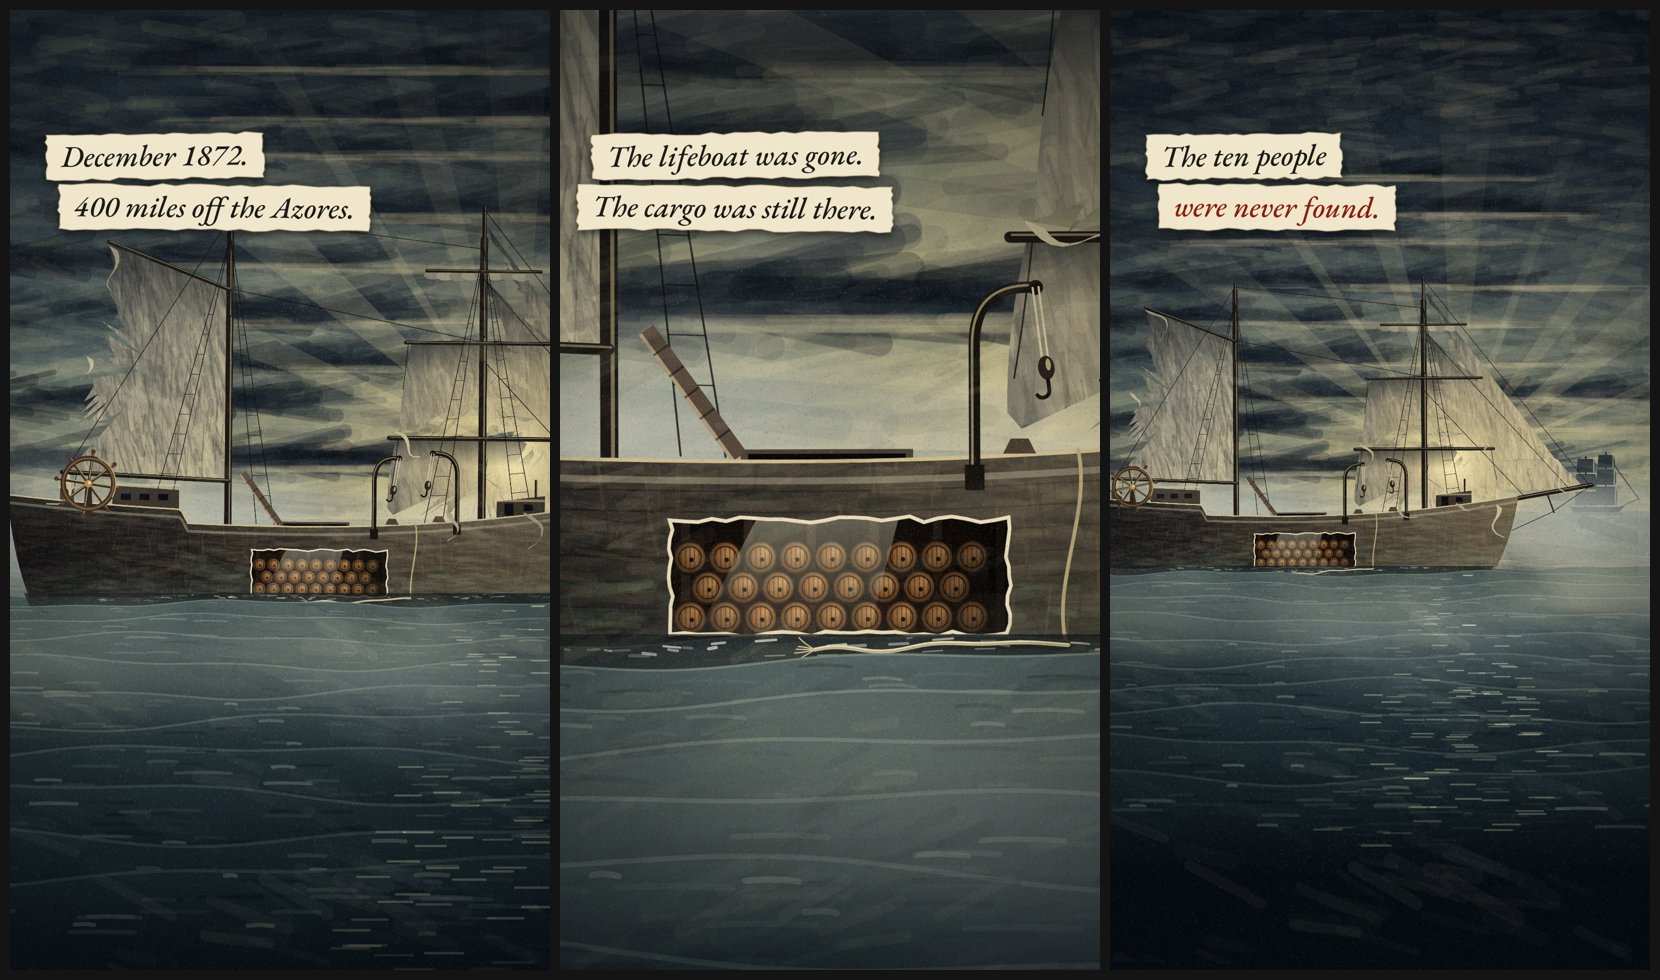 December 1872.
400 miles off the Azores.
The lifeboat was gone.
The cargo was still there.
The ten people
were never found.